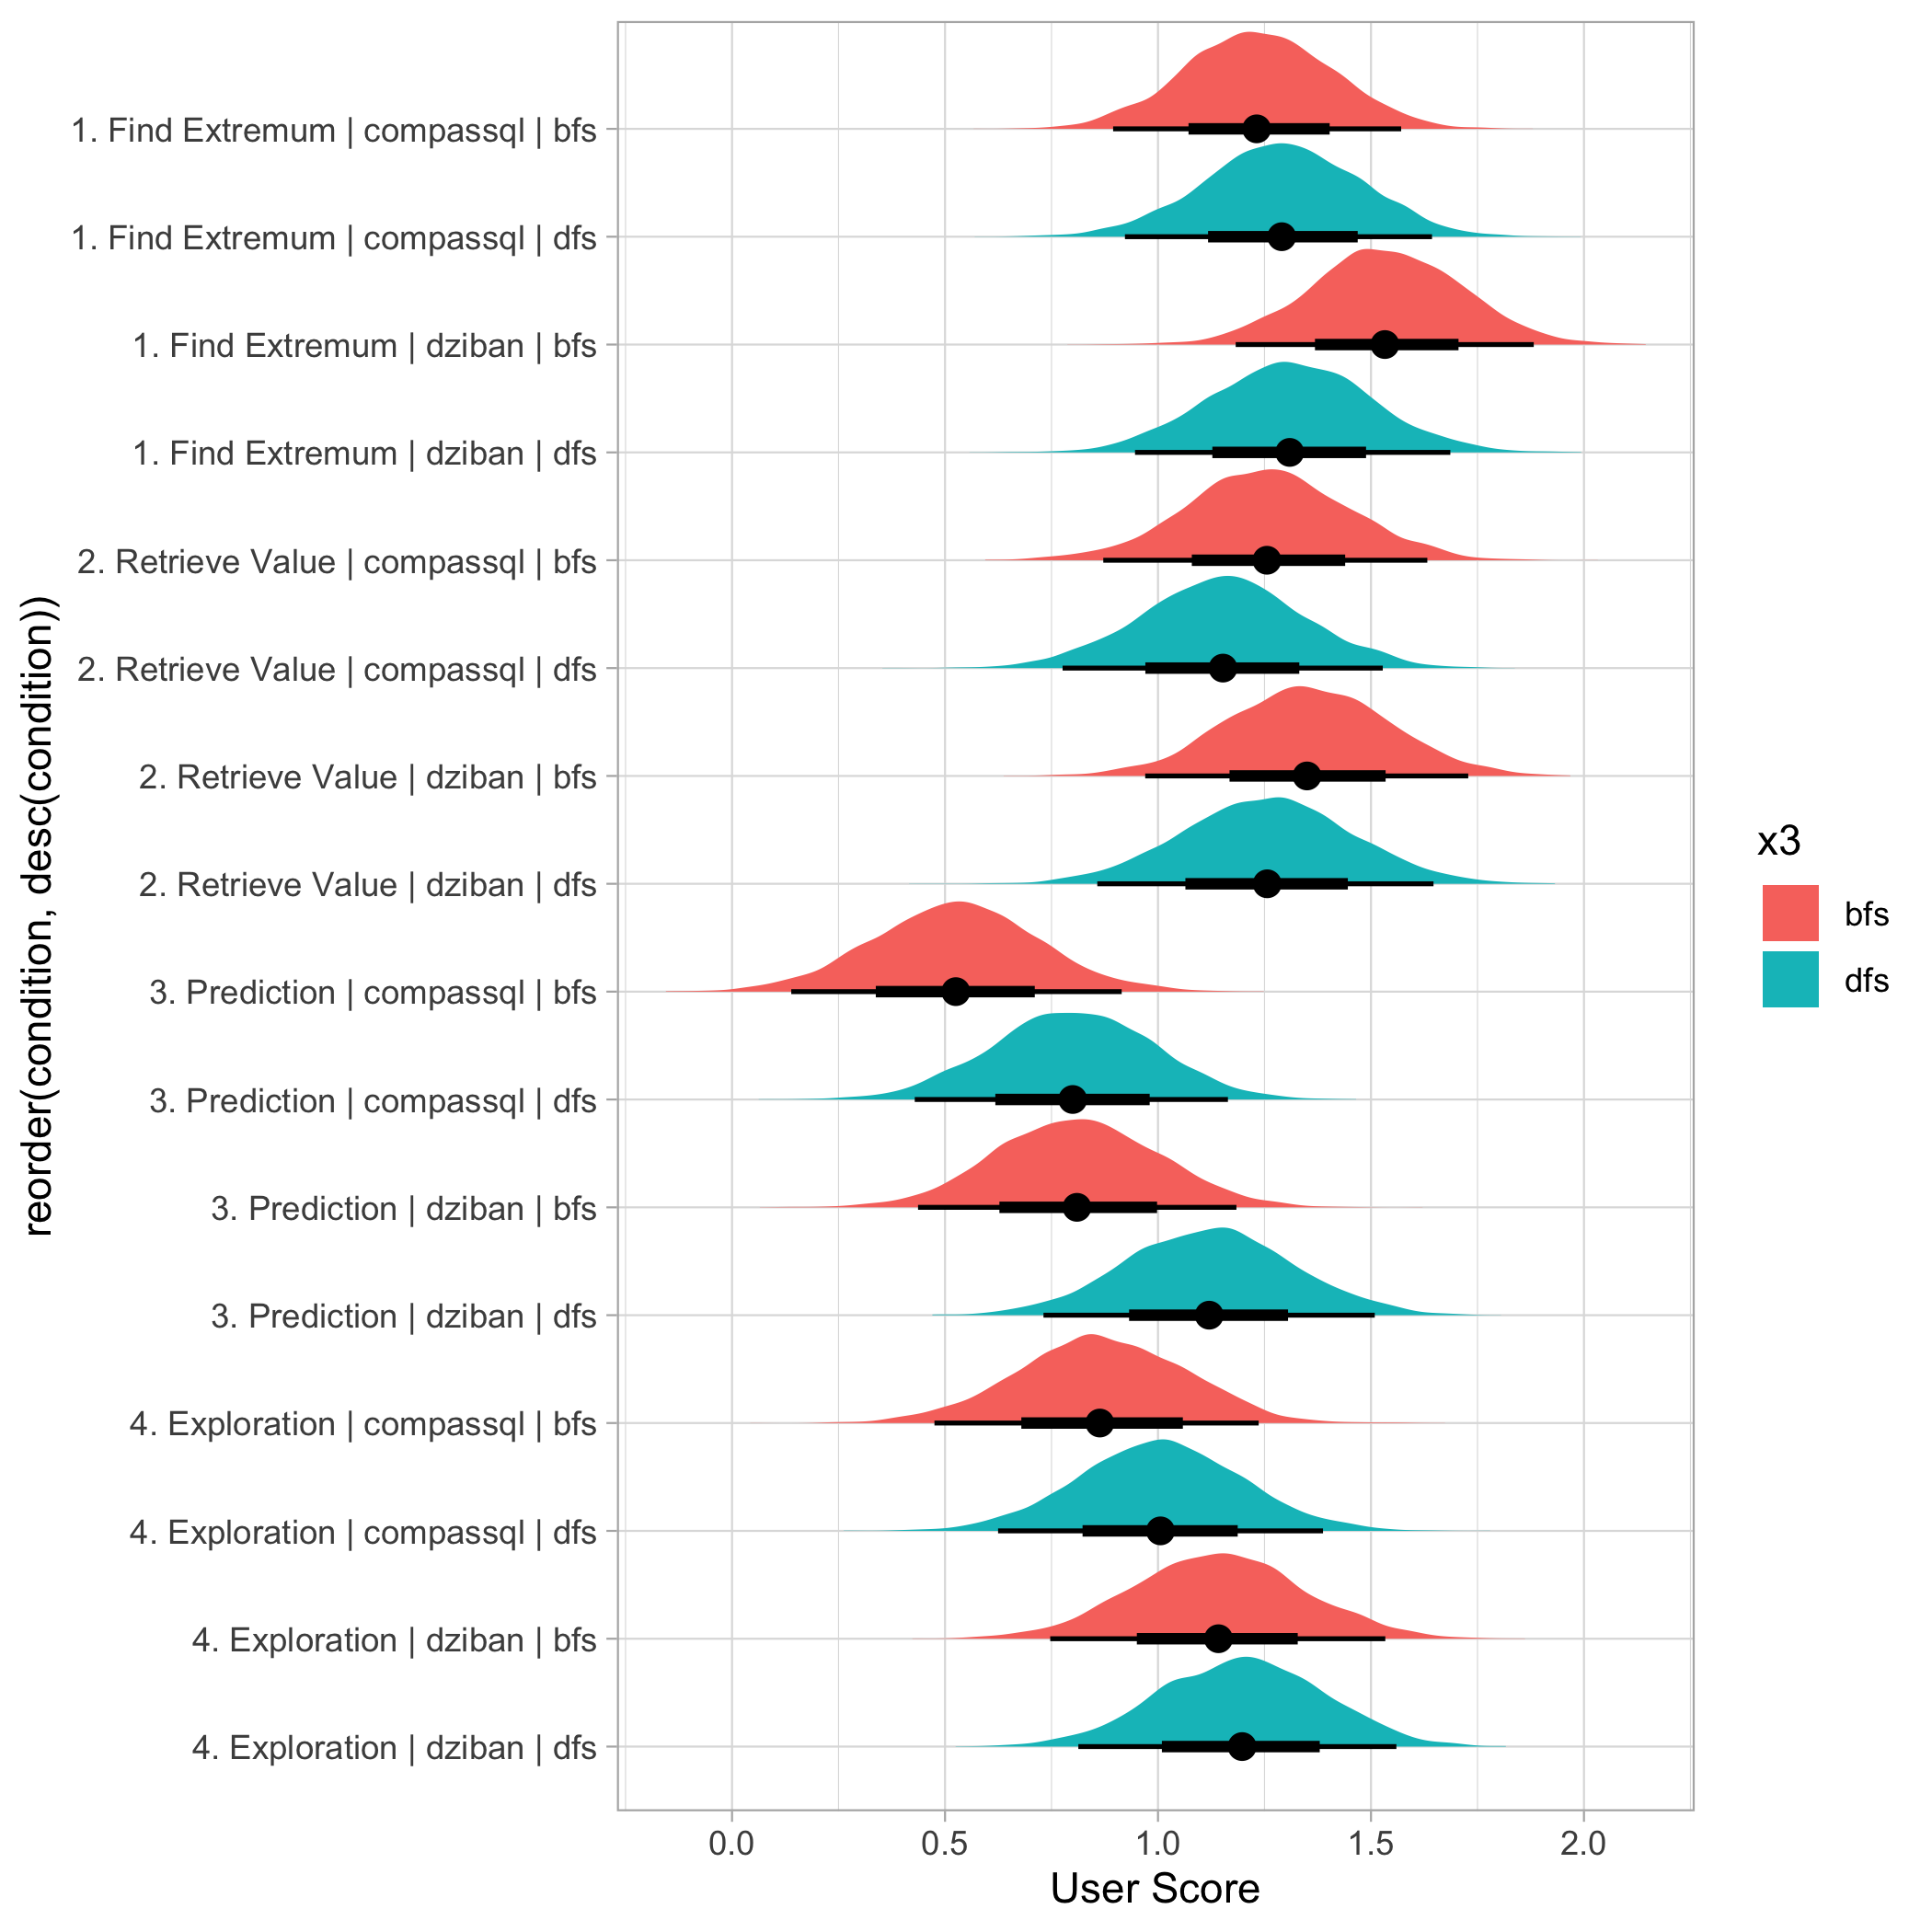 reorder(condition, desc(condition))
1. Find Extremum | compassql | bfs
1. Find Extremum | compassql | dfs
1. Find Extremum | dziban | bfs
1. Find Extremum | dziban | dfs
2. Retrieve Value | compassql | bfs
2. Retrieve Value | compassql | dfs
2. Retrieve Value | dziban | bfs
2. Retrieve Value | dziban | dfs
3. Prediction | compassql | bfs
3. Prediction | compassql | dfs
3. Prediction | dziban | bfs
3. Prediction | dziban | dfs
4. Exploration | compassql | bfs
4. Exploration | compassql | dfs
4. Exploration | dziban | bfs
4. Exploration | dziban | dfs
0.0 0.5 1.0 1.5 2.0
User Score
x3
bfs
dfs